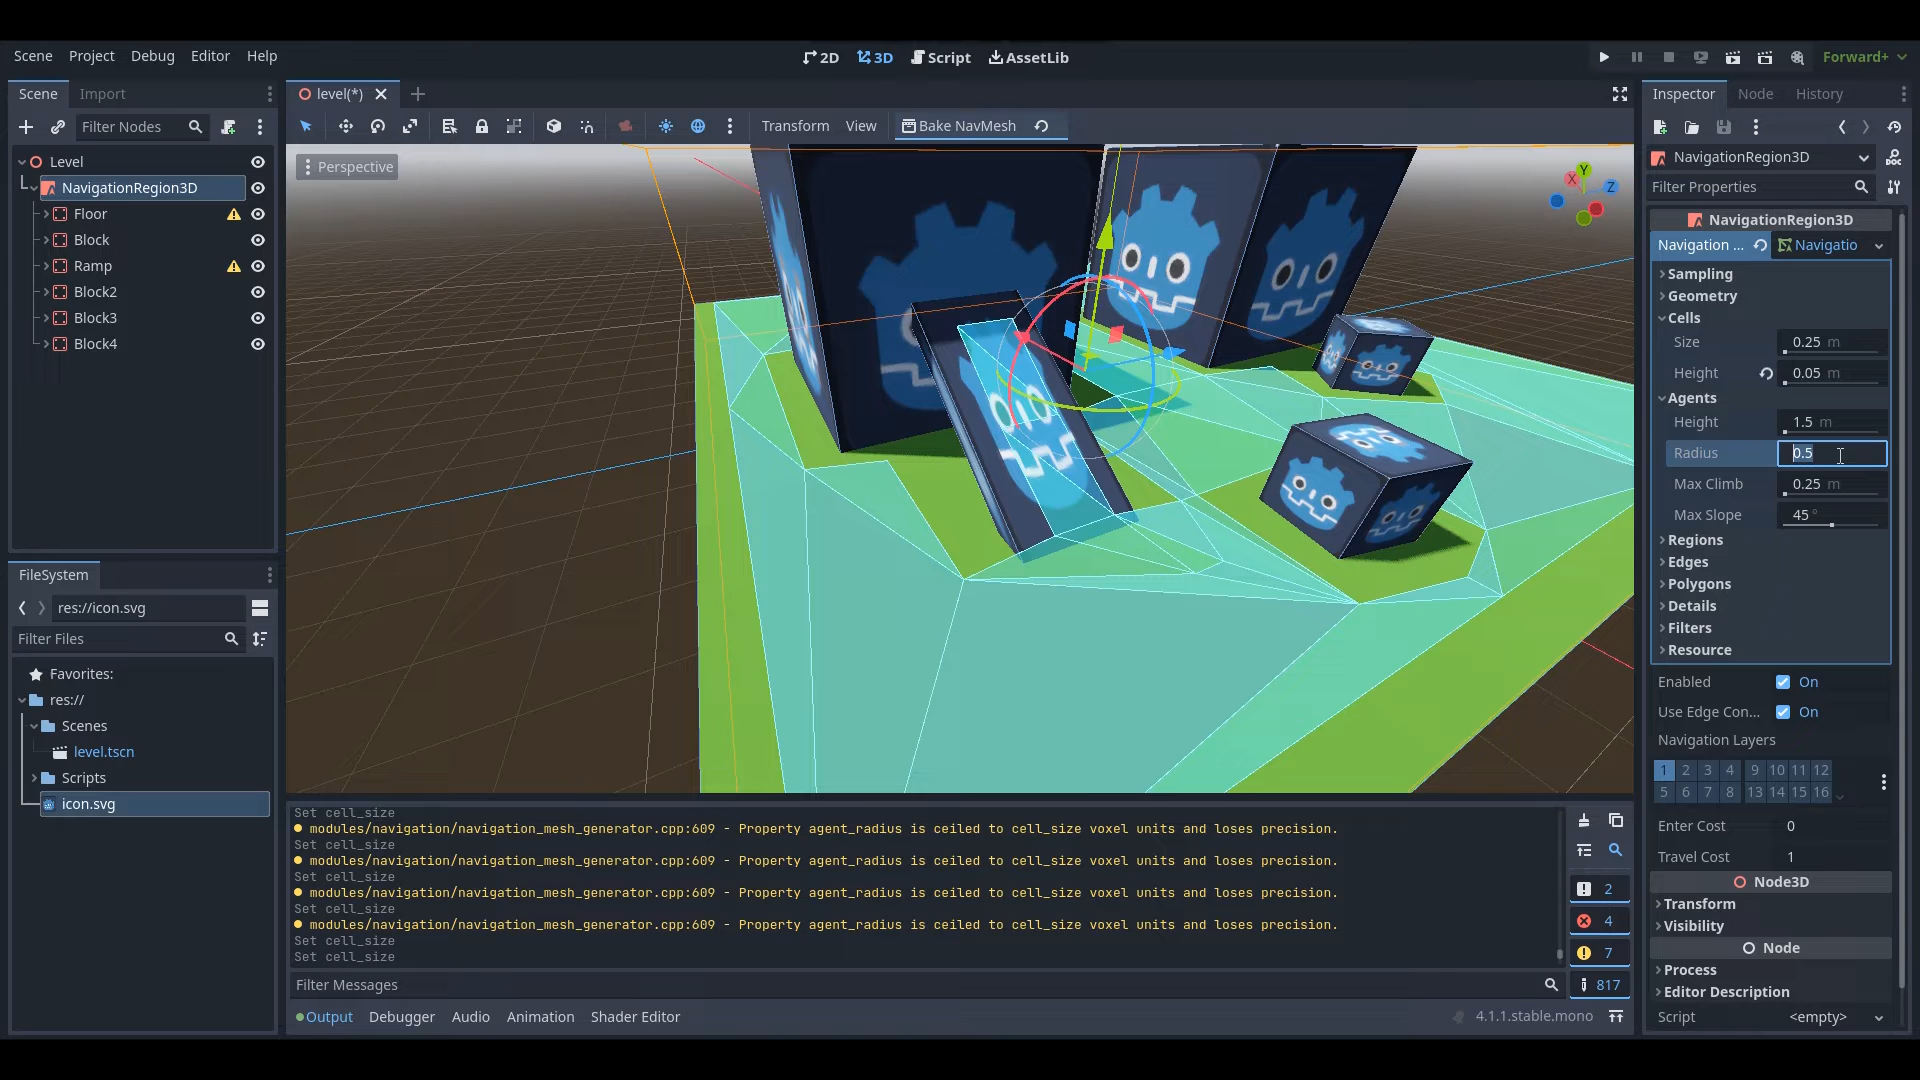 Scene Project Debug Editor Help
2D 3D Script AssetLib
Forward+
Scene Import
Filter Nodes
Level
NavigationRegion3D
Floor
Block
Ramp
Block2
Block3
Block4
FileSystem
res://icon.svg
Filter Files
Favorites:
res://
Scenes
level.tscn
Scripts
icon.svg
level(*)
Transform View Bake NavMesh
Perspective
X Y Z
Set cell_size
modules/navigation/navigation_mesh_generator.cpp:609 - Property agent_radius is ceiled to cell_size voxel units and loses precision.
Set cell_size
modules/navigation/navigation_mesh_generator.cpp:609 - Property agent_radius is ceiled to cell_size voxel units and loses precision.
Set cell_size
modules/navigation/navigation_mesh_generator.cpp:609 - Property agent_radius is ceiled to cell_size voxel units and loses precision.
Set cell_size
modules/navigation/navigation_mesh_generator.cpp:609 - Property agent_radius is ceiled to cell_size voxel units and loses precision.
Set cell_size
Set cell_size
2
4
7
817
Filter Messages
Output Debugger Audio Animation Shader Editor
4.1.1.stable.mono
Inspector Node History
NavigationRegion3D
Filter Properties
NavigationRegion3D
Navigation ... Navigatio
Sampling
Geometry
Cells
Size 0.25 m
Height 0.05 m
Agents
Height 1.5 m
Radius 0.5
Max Climb 0.25 m
Max Slope 45 °
Regions
Edges
Polygons
Details
Filters
Resource
Enabled On
Use Edge Con... On
Navigation Layers
1 2 3 4 9 10 11 12
5 6 7 8 13 14 15 16
Enter Cost 0
Travel Cost 1
Node3D
Transform
Visibility
Node
Process
Editor Description
Script <empty>